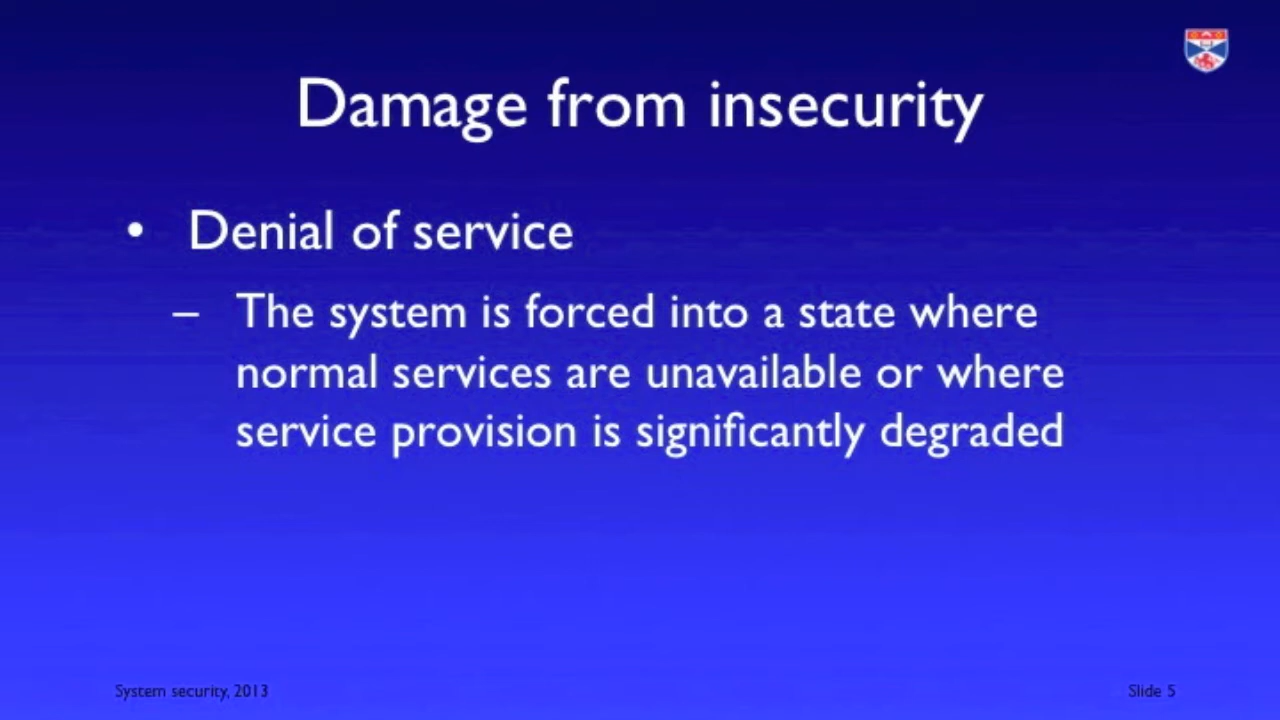 Damage from insecurity
• Denial of service
– The system is forced into a state where
normal services are unavailable or where
service provision is significantly degraded
System security, 2013
Slide 5